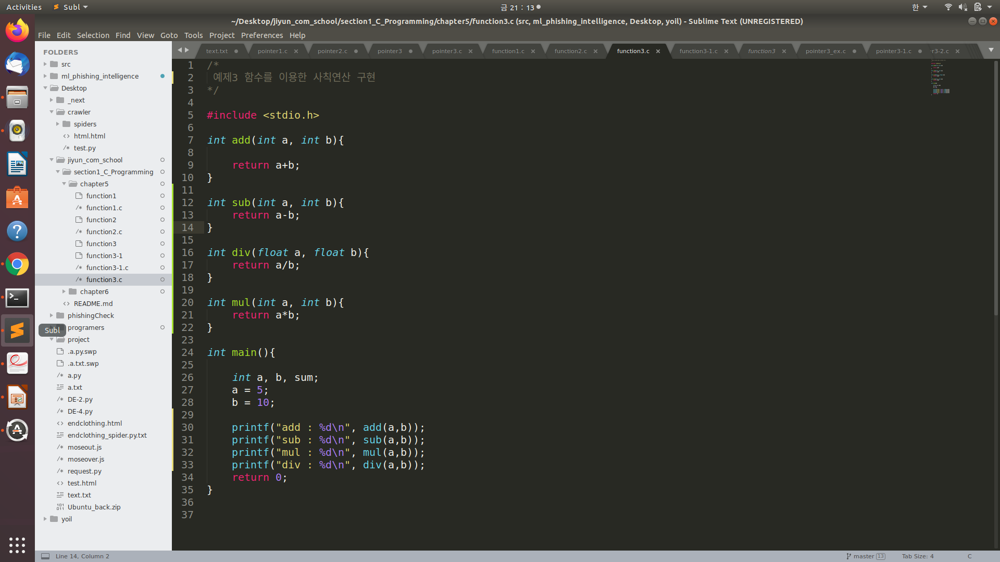 Activities
Subl
금 21 : 13
한
~/Desktop/jiyun_com_school/section1_C_Programming/chapter5/function3.c (src, ml_phishing_intelligence, Desktop, yoil) - Sublime Text (UNREGISTERED)
File Edit Selection Find View Goto Tools Project Preferences Help
FOLDERS
src
ml_phishing_intelligence
Desktop
_next
crawler
spiders
<> html.html
/* test.py
jiyun_com_school
section1_C_Programming
chapter5
function1
/* function1.c
function2
/* function2.c
function3
function3-1
/* function3-1.c
/* function3.c
chapter6
<> README.md
phishingCheck
programers
Subl
project
.a.py.swp
.a.txt.swp
/* a.py
a.txt
/* DE-2.py
/* DE-4.py
<> endclothing.html
endclothing_spider.py.txt
/* moseout.js
/* moseover.js
/* request.py
<> test.html
text.txt
Ubuntu_back.zip
yoil
text.txt pointer1.c pointer2.c pointer3 pointer3.c function1.c function2.c function3.c function3-1.c function3 pointer3_ex.c pointer3-1.c r3-2.c
1 /*
2 예제3 함수를 이용한 사칙연산 구현
3 */
4
5 #include <stdio.h>
6
7 int add(int a, int b){
8
9 return a+b;
10 }
11
12 int sub(int a, int b){
13 return a-b;
14 }
15
16 int div(float a, float b){
17 return a/b;
18 }
19
20 int mul(int a, int b){
21 return a*b;
22 }
23
24 int main(){
25
26 int a, b, sum;
27 a = 5;
28 b = 10;
29
30 printf("add : %d\n", add(a,b));
31 printf("sub : %d\n", sub(a,b));
32 printf("mul : %d\n", mul(a,b));
33 printf("div : %d\n", div(a,b));
34 return 0;
35 }
36
37
Line 14, Column 2
master 13
Tab Size: 4
C